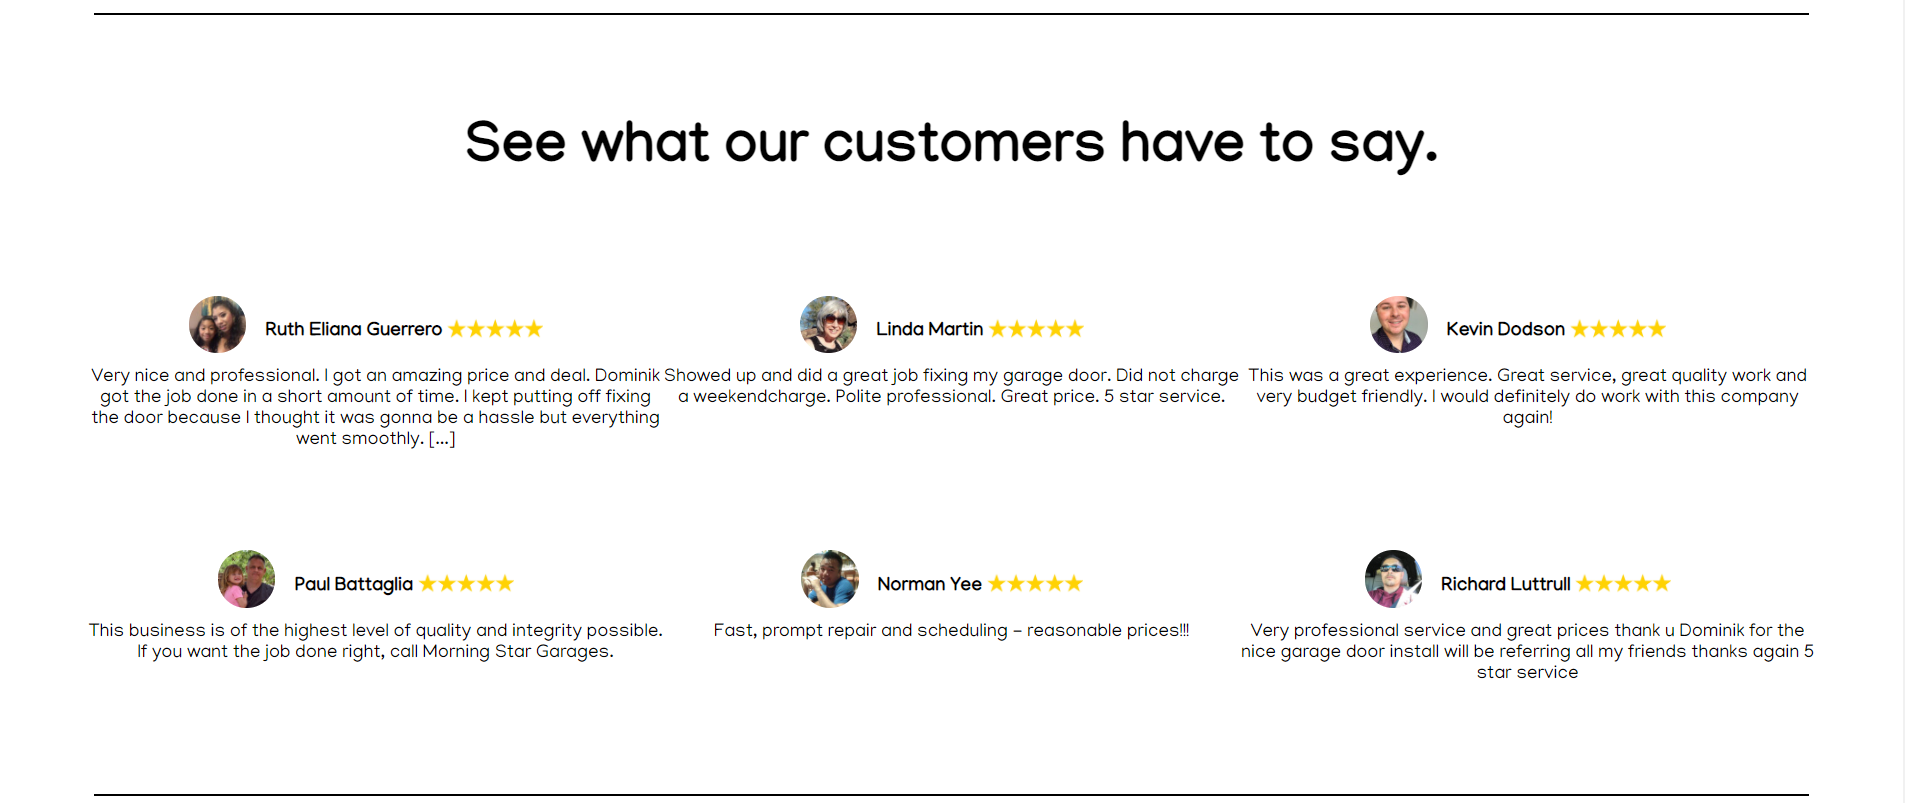 See what our customers have to say.
Ruth Eliana Guerrero ★★★★★
Very nice and professional. I got an amazing price and deal. Dominik
got the job done in a short amount of time. I kept putting off fixing
the door because I thought it was gonna be a hassle but everything
went smoothly. [...]
Linda Martin ★★★★★
Showed up and did a great job fixing my garage door. Did not charge
a weekendcharge. Polite professional. Great price. 5 star service.
Kevin Dodson ★★★★★
This was a great experience. Great service, great quality work and
very budget friendly. I would definitely do work with this company
again!
Paul Battaglia ★★★★★
This business is of the highest level of quality and integrity possible.
If you want the job done right, call Morning Star Garages.
Norman Yee ★★★★★
Fast, prompt repair and scheduling – reasonable prices!!!
Richard Luttrull ★★★★★
Very professional service and great prices thank u Dominik for the
nice garage door install will be referring all my friends thanks again 5
star service